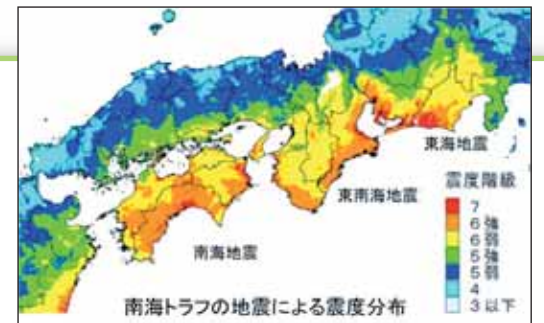 東海地震
東南海地震
南海地震
震度階級
7
6強
6弱
5強
5弱
4
3以下
南海トラフの地震による震度分布